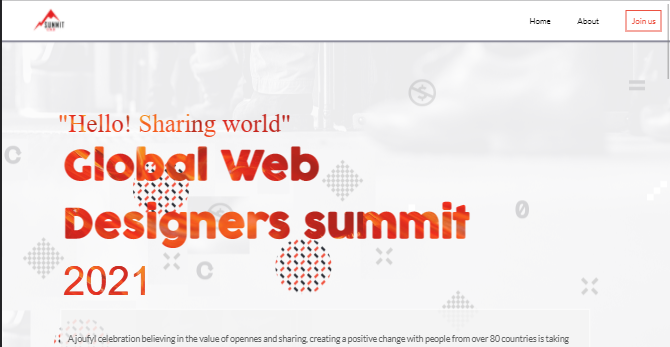 SUMMIT
Home About Join us
"Hello! Sharing world"
Global Web
Designers summit
2021
A joufyl celebration believing in the value of opennes and sharing, creating a positive change with people from over 80 countries is taking